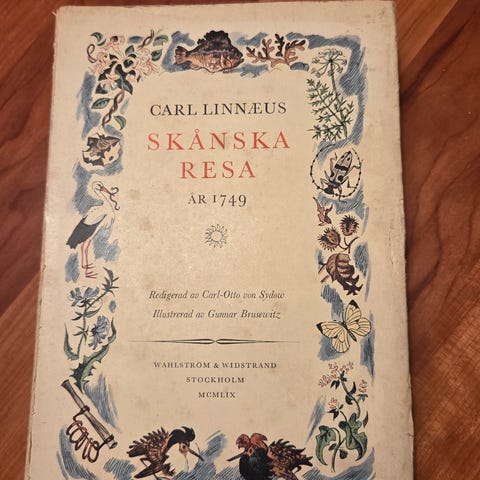 CARL LINNÆUS
SKÅNSKA
RESA
ÅR 1749
Redigerad av Carl-Otto von Sydow
Illustrerad av Gunnar Brusewitz
WAHLSTRÖM & WIDSTRAND
STOCKHOLM
MCMLIX